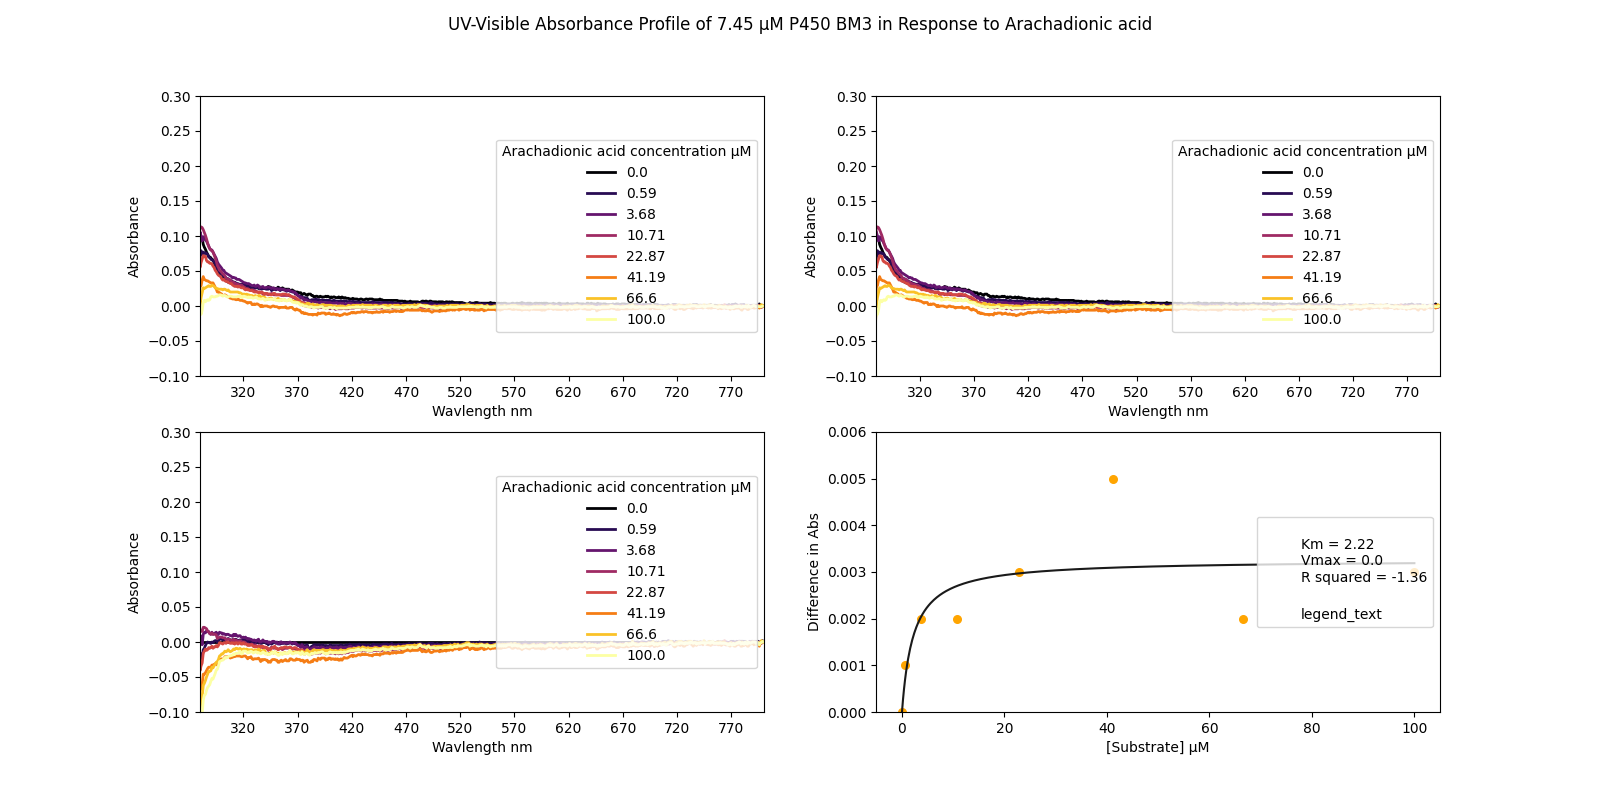 UV-Visible Absorbance Profile of 7.45 μM P450 BM3 in Response to Arachadionic acid
0.30
0.25
0.20
0.15
0.10
0.05
0.00
−0.05
−0.10
Absorbance
320 370 420 470 520 570 620 670 720 770
Wavlength nm
Arachadionic acid concentration μM
0.0
0.59
3.68
10.71
22.87
41.19
66.6
100.0
0.30
0.25
0.20
0.15
0.10
0.05
0.00
−0.05
−0.10
Absorbance
320 370 420 470 520 570 620 670 720 770
Wavlength nm
Arachadionic acid concentration μM
0.0
0.59
3.68
10.71
22.87
41.19
66.6
100.0
0.30
0.25
0.20
0.15
0.10
0.05
0.00
−0.05
−0.10
Absorbance
320 370 420 470 520 570 620 670 720 770
Wavlength nm
Arachadionic acid concentration μM
0.0
0.59
3.68
10.71
22.87
41.19
66.6
100.0
0.006
0.005
0.004
0.003
0.002
0.001
0.000
Difference in Abs
0 20 40 60 80 100
[Substrate] μM
Km = 2.22
Vmax = 0.0
R squared = -1.36
legend_text